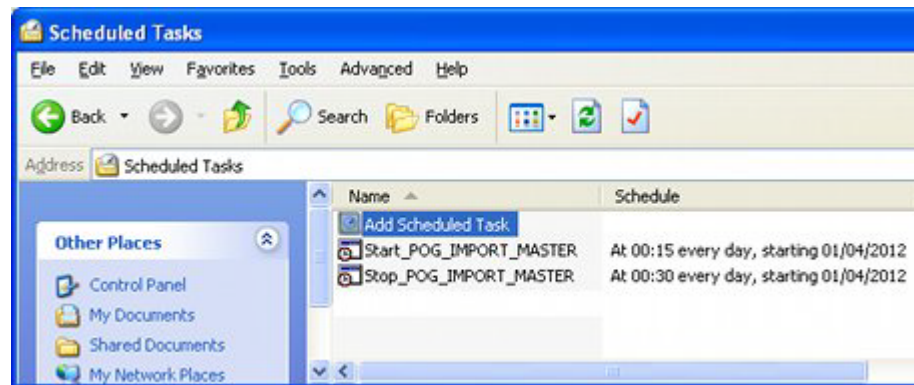 Scheduled Tasks
File Edit View Favorites Tools Advanced Help
Back Search Folders
Address Scheduled Tasks
Name Schedule
Add Scheduled Task
Start_POG_IMPORT_MASTER At 00:15 every day, starting 01/04/2012
Stop_POG_IMPORT_MASTER At 00:30 every day, starting 01/04/2012
Other Places
Control Panel
My Documents
Shared Documents
My Network Places